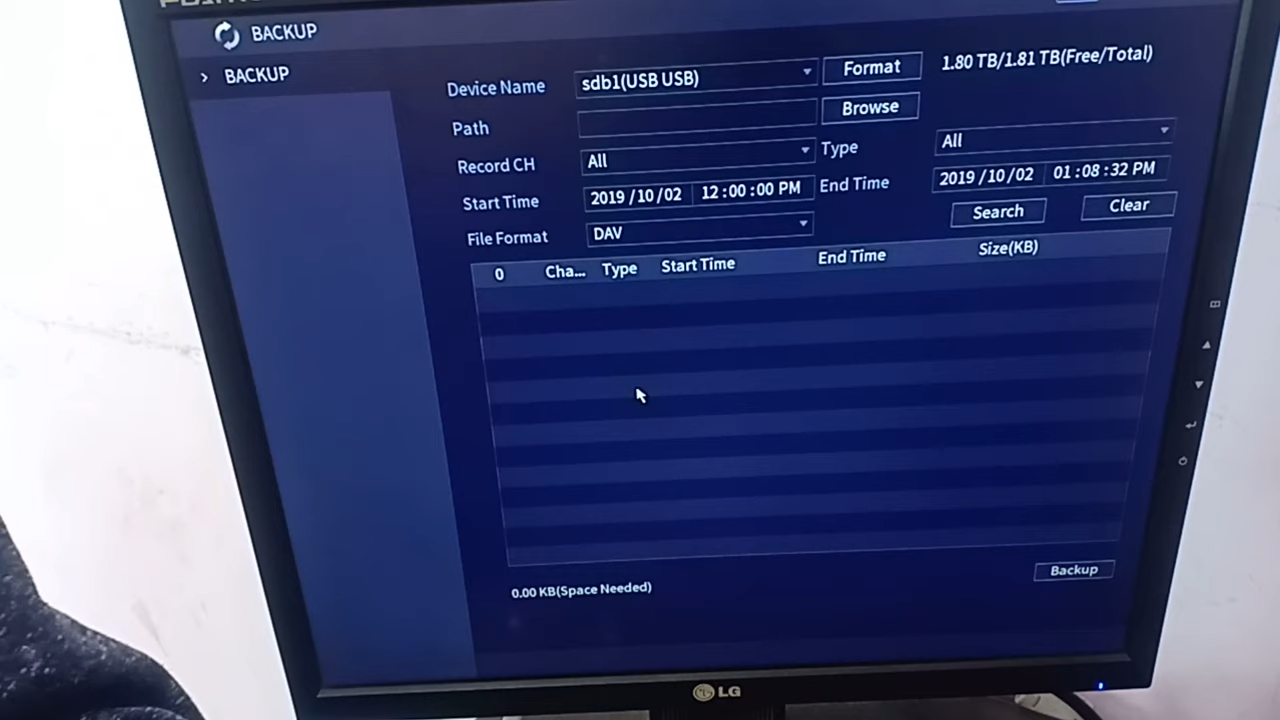 BACKUP
BACKUP
Device Name sdb1(USB USB) Format 1.80 TB/1.81 TB(Free/Total)
Path Browse
Record CH All Type All
Start Time 2019 /10 /02 12 : 00 : 00 PM End Time 2019 /10 /02 01 : 08 : 32 PM
File Format DAV Search Clear
0 Cha... Type Start Time End Time Size(KB)
0.00 KB(Space Needed) Backup
LG